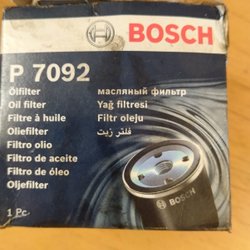 BOSCH
P 7092
Ölfilter
Oil filter
Filtre à huile
Oliefilter
Filtro olio
Filtro de aceite
Filtro de óleo
Oljefilter
масляный фильтр
Yağ filtresi
Filtr oleju
فلتر زيت
1 Pc
BOSCH